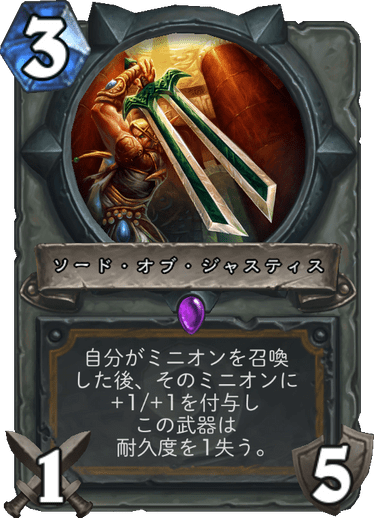 3
ソード・オブ・ジャスティス
自分がミニオンを召喚
した後、そのミニオンに
+1/+1を付与し
この武器は
耐久度を1失う。
1
5